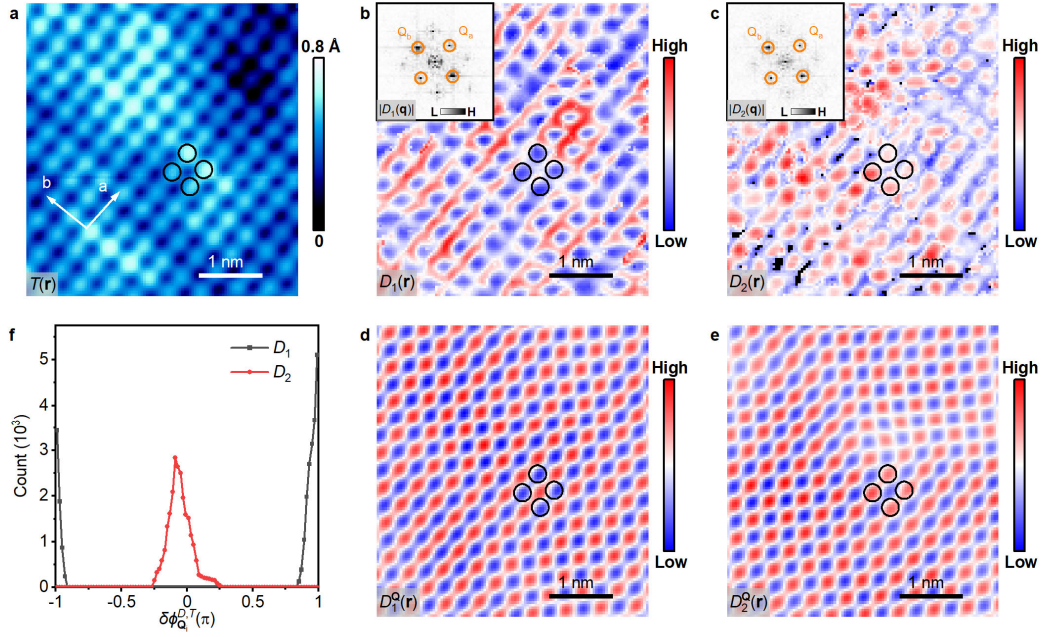 a
0.8 Å
0
b
a
1 nm
T(r)
b
Q_b
Q_a
|D_1(q)|
L H
High
Low
1 nm
D_1(r)
c
Q_b
Q_a
|D_2(q)|
L H
High
Low
1 nm
D_2(r)
f
D_1
D_2
Count (10^3)
5
4
3
2
1
0
-1
-0.5
0
0.5
1
δϕ^{D,T}_{Q_i}(π)
d
High
Low
1 nm
D_1^Q(r)
e
High
Low
1 nm
D_2^Q(r)